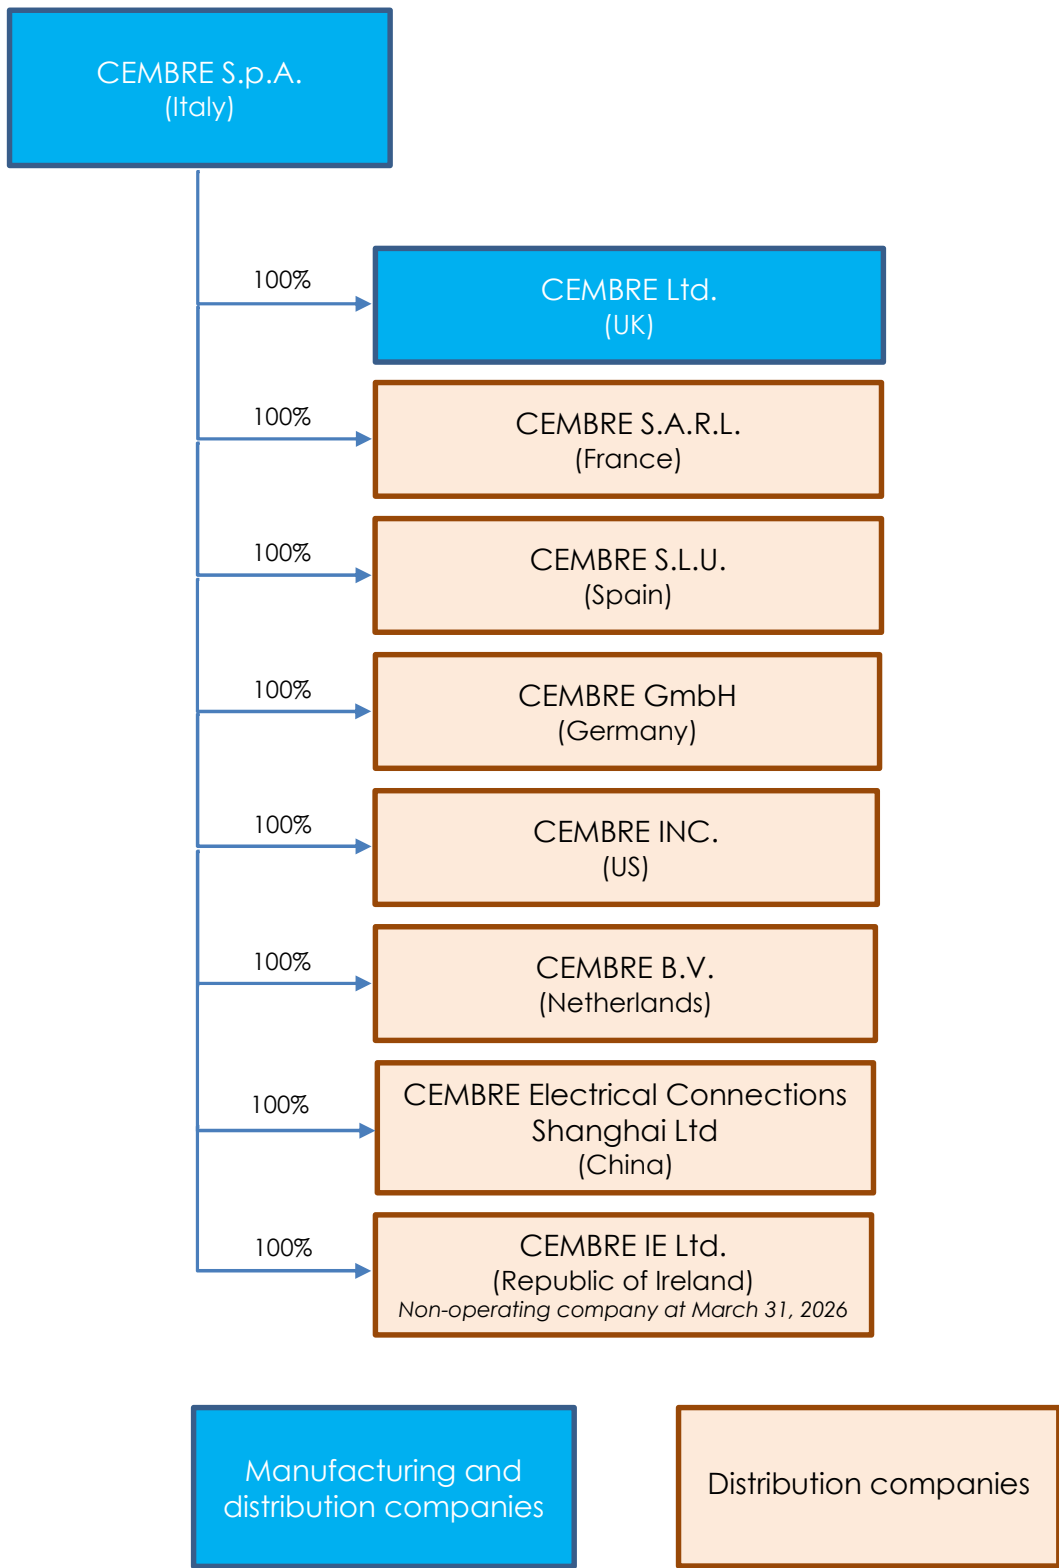 CEMBRE S.p.A.
(Italy)
100%
CEMBRE Ltd.
(UK)
100%
CEMBRE S.A.R.L.
(France)
100%
CEMBRE S.L.U.
(Spain)
100%
CEMBRE GmbH
(Germany)
100%
CEMBRE INC.
(US)
100%
CEMBRE B.V.
(Netherlands)
100%
CEMBRE Electrical Connections
Shanghai Ltd
(China)
100%
CEMBRE IE Ltd.
(Republic of Ireland)
Non-operating company at March 31, 2026
Manufacturing and
distribution companies
Distribution companies